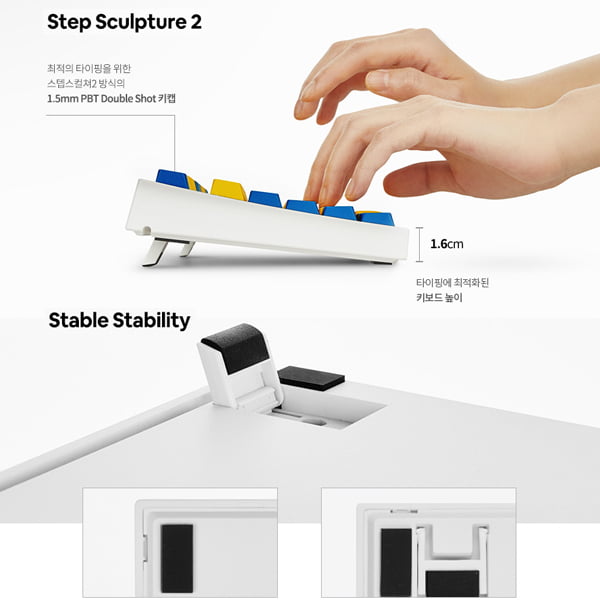 Step Sculpture 2
최적의 타이핑을 위한
스텝스컬쳐2 방식의
1.5mm PBT Double Shot 키캡
1.6cm
타이핑에 최적화된
키보드 높이
Stable Stability